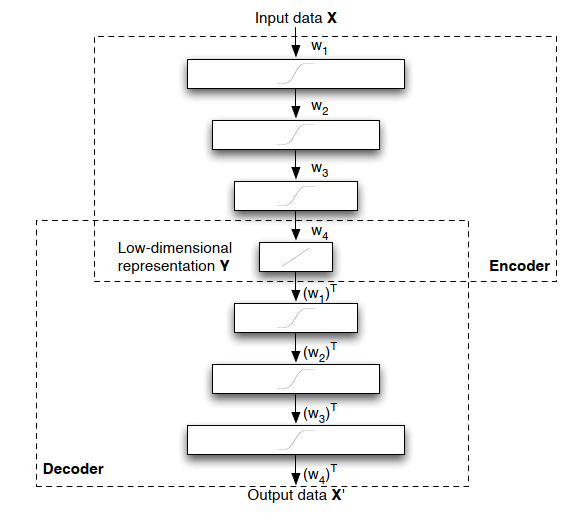 Input data X
w₁
w₂
w₃
w₄
Low-dimensional
representation Y
Encoder
(w₁)ᵀ
(w₂)ᵀ
(w₃)ᵀ
Decoder
(w₄)ᵀ
Output data X'